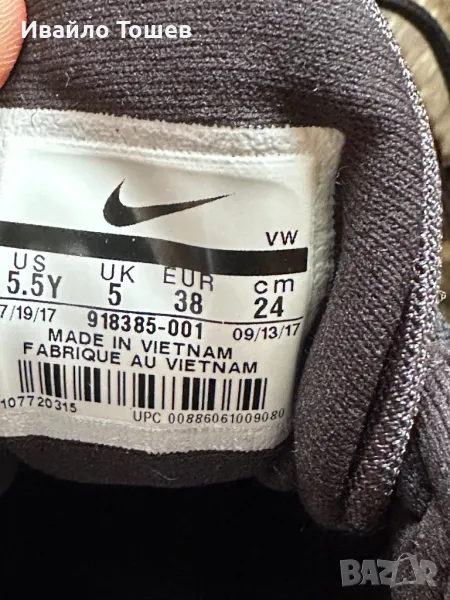 Ивайло Тошев
VW
US UK EUR cm
5.5Y 5 38 24
7/19/17 918385-001 09/13/17
MADE IN VIETNAM
FABRIQUE AU VIETNAM
107720315 UPC 00886061009080
BAZAR